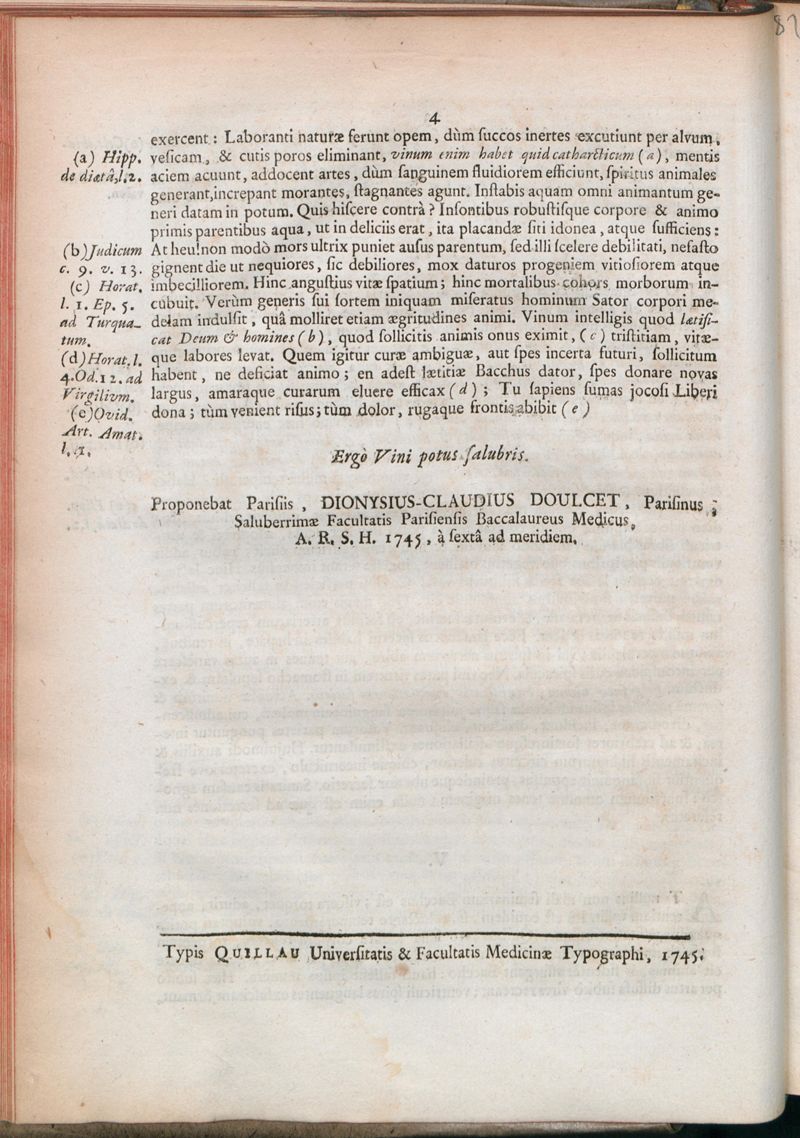 82
4
exercent : Laboranti naturæ ferunt opem, dùm ſuccos inertes excutiunt per alvum,
veſicam, & cutis poros eliminant, vinum enim habet quid catharcticum (a), mentis
aciem acuunt, addocent artes, dùm ſanguinem fluidiorem efficiunt, ſpiritus animales
generant, increpant morantes, ſtagnantes agunt. Inſtabis aquam omni animantum ge-
neri datam in potum. Quis hiſcere contrà ? Inſontibus robuſtiſque corpore & animo
primis parentibus aqua, ut in deliciis erat, ita placandæ ſiti idonea, atque ſufficiens :
At heu! non modò mors ultrix puniet auſus parentum, ſed illi ſcelere debilitati, nefaſto
gignent die ut nequiores, ſic debiliores, mox daturos progeniem vitioſiorem atque
imbecilliorem. Hinc anguſtius vitæ ſpatium ; hinc mortalibus cohors morborum in-
cubuit. Verùm generis ſui ſortem iniquam miſeratus hominum Sator corpori me-
delam indulſit, quâ molliret etiam ægritudines animi. Vinum intelligis quod lætifi-
cat Deum & homines (b), quod ſollicitis animis onus eximit, (c) triſtitiam, vitæ-
que labores levat. Quem igitur curæ ambiguæ, aut ſpes incerta futuri, ſollicitum
habent, ne deficiat animo ; en adeſt lætitiæ Bacchus dator, ſpes donare novas
largus, amaraque curarum eluere efficax (d) ; Tu ſapiens ſumas jocoſi Liberi
dona ; tùm venient riſus ; tùm dolor, rugaque frontis abibit (e)
(a) Hipp.
de diætâ, l. 2.
(b) Judicum
c. 9. v. 13.
(c) Horat.
l. 1. Ep. 5.
ad Turqua-
tum.
(d) Horat. l.
4. Od. 12. ad
Virgilium.
(e) Ovid.
Art. Amat.
l. 1.
Ergò Vini potus ſalubris.
Proponebat Pariſiis, DIONYSIUS-CLAUDIUS DOULCET, Pariſinus ;
Saluberrimæ Facultatis Pariſienſis Baccalaureus Medicus,
A. R. S. H. 1745, à ſextâ ad meridiem.
Typis QUILLAU Univerſitatis & Facultatis Medicinæ Typographi, 1745.